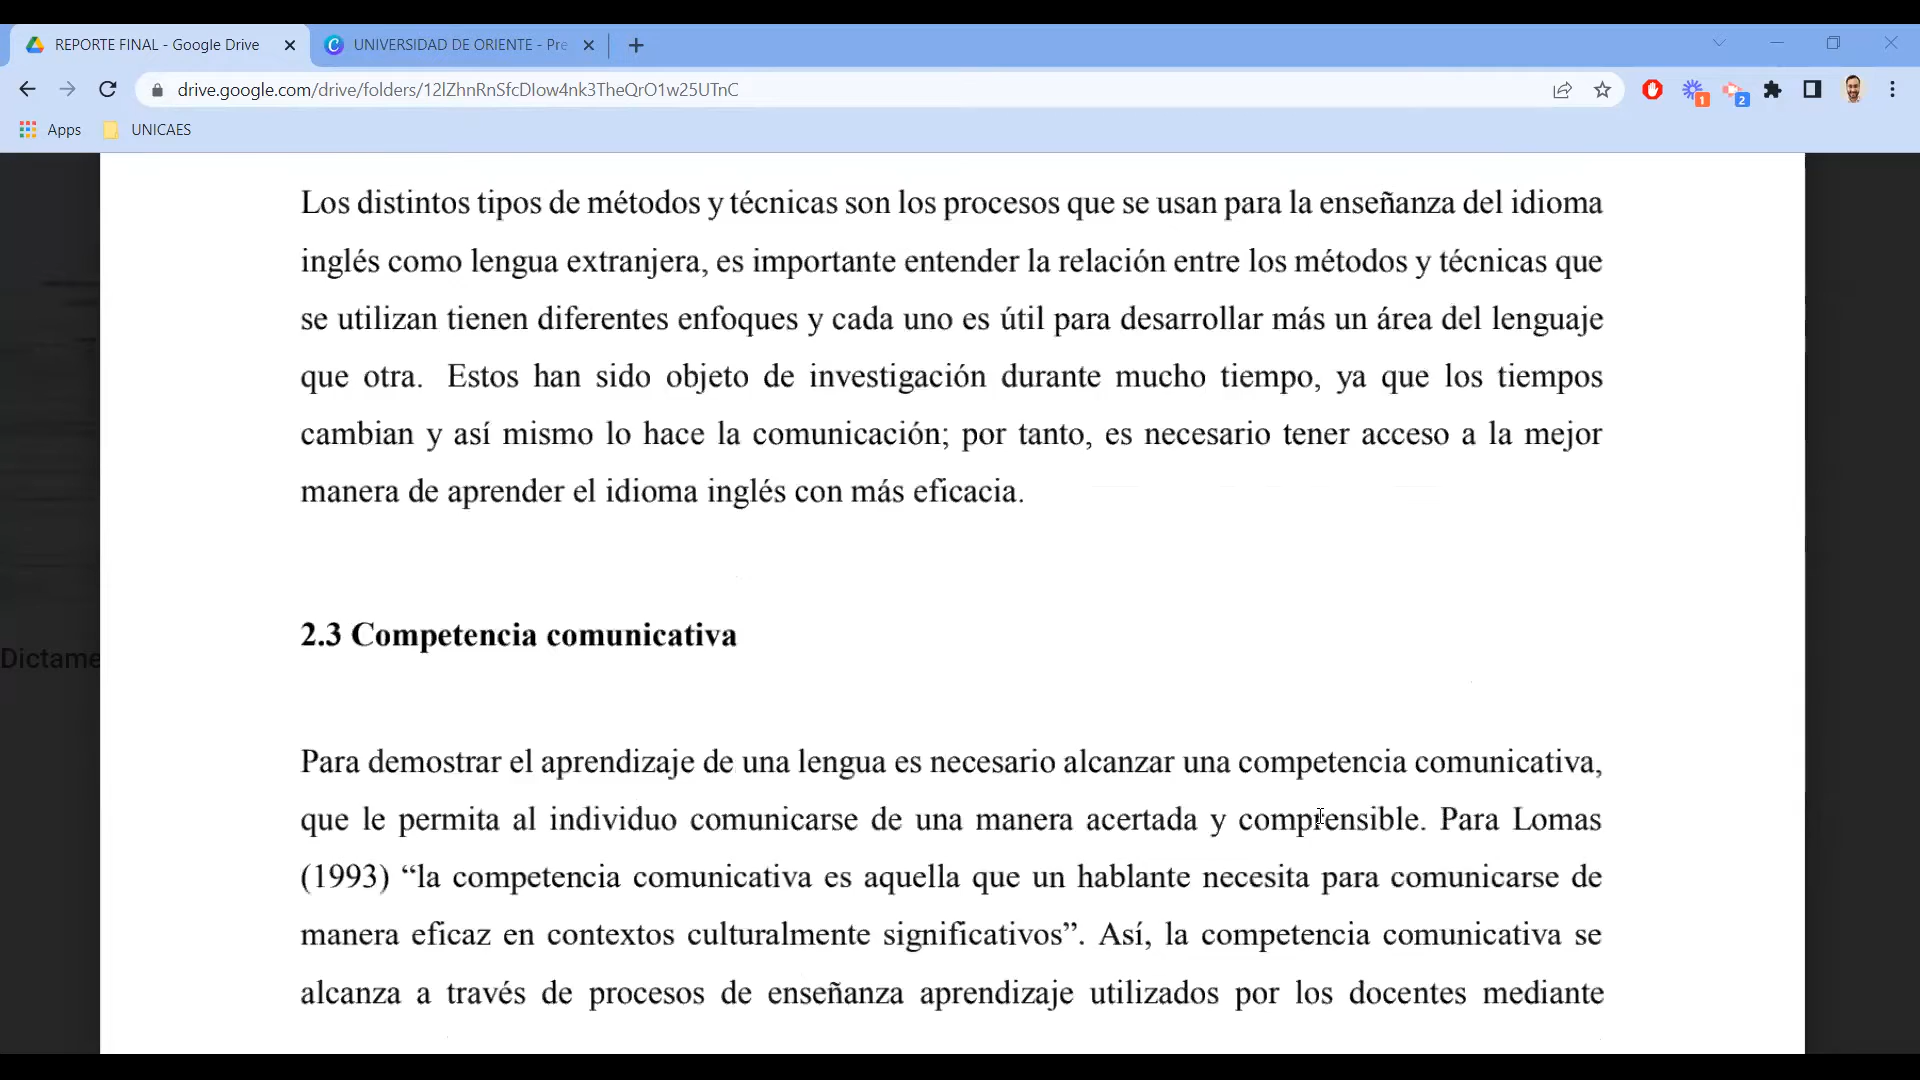 REPORTE FINAL - Google Drive
UNIVERSIDAD DE ORIENTE - Pre
drive.google.com/drive/folders/12lZhnRnSfcDIow4nk3TheQrO1w25UTnC
1
2
Apps
UNICAES
Los distintos tipos de métodos y técnicas son los procesos que se usan para la enseñanza del idioma
inglés como lengua extranjera, es importante entender la relación entre los métodos y técnicas que
se utilizan tienen diferentes enfoques y cada uno es útil para desarrollar más un área del lenguaje
que otra. Estos han sido objeto de investigación durante mucho tiempo, ya que los tiempos
cambian y así mismo lo hace la comunicación; por tanto, es necesario tener acceso a la mejor
manera de aprender el idioma inglés con más eficacia.
2.3 Competencia comunicativa
Dictame
Para demostrar el aprendizaje de una lengua es necesario alcanzar una competencia comunicativa,
que le permita al individuo comunicarse de una manera acertada y comprensible. Para Lomas
(1993) “la competencia comunicativa es aquella que un hablante necesita para comunicarse de
manera eficaz en contextos culturalmente significativos”. Así, la competencia comunicativa se
alcanza a través de procesos de enseñanza aprendizaje utilizados por los docentes mediante